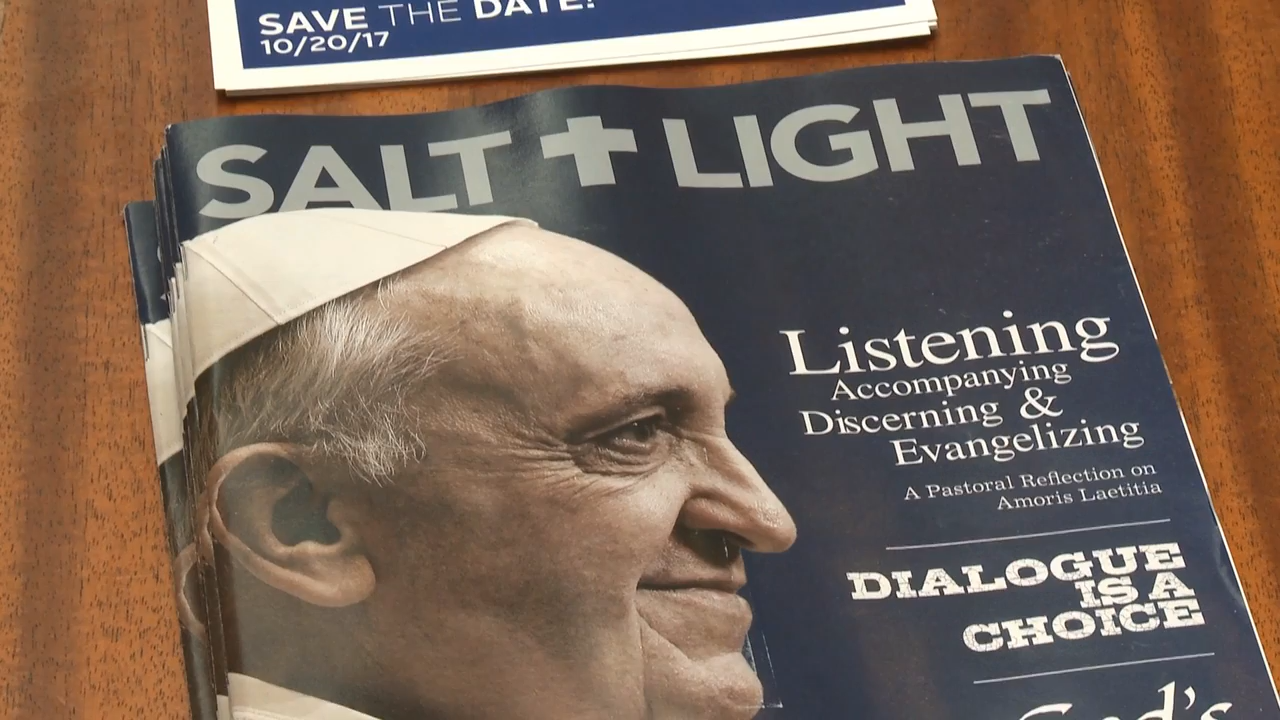 SAVE THE DATE!
10/20/17
SALT + LIGHT
Listening
Accompanying
Discerning &
Evangelizing
A Pastoral Reflection on
Amoris Laetitia
DIALOGUE
IS A
CHOICE
God's